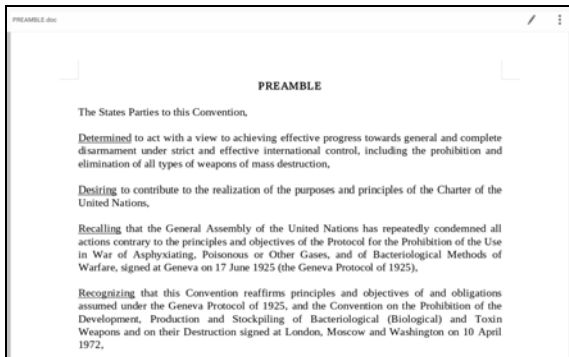 PREAMBLE.doc
PREAMBLE
The States Parties to this Convention,
Determined to act with a view to achieving effective progress towards general and complete
disarmament under strict and effective international control, including the prohibition and
elimination of all types of weapons of mass destruction,
Desiring to contribute to the realization of the purposes and principles of the Charter of the
United Nations,
Recalling that the General Assembly of the United Nations has repeatedly condemned all
actions contrary to the principles and objectives of the Protocol for the Prohibition of the Use
in War of Asphyxiating, Poisonous or Other Gases, and of Bacteriological Methods of
Warfare, signed at Geneva on 17 June 1925 (the Geneva Protocol of 1925),
Recognizing that this Convention reaffirms principles and objectives of and obligations
assumed under the Geneva Protocol of 1925, and the Convention on the Prohibition of the
Development, Production and Stockpiling of Bacteriological (Biological) and Toxin
Weapons and on their Destruction signed at London, Moscow and Washington on 10 April
1972,